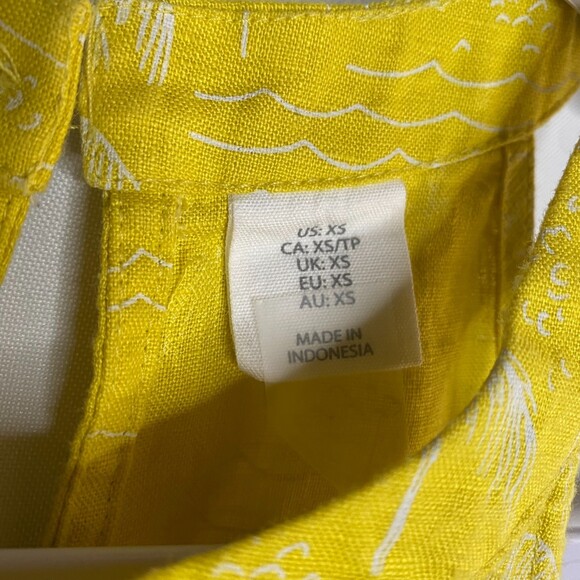 US: XS
CA: XS/TP
UK: XS
EU: XS
AU: XS
MADE IN
INDONESIA